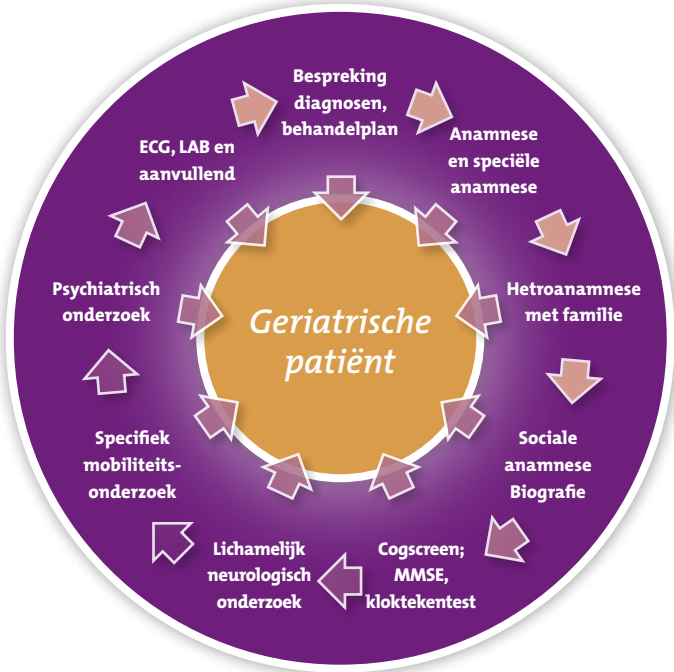 Bespreking
diagnosen,
behandelplan
Anamnese
en speciële
anamnese
Hetroanamnese
met familie
Sociale
anamnese
Biografie
Cogscreen;
MMSE,
kloktekentest
Lichamelijk
neurologisch
onderzoek
Specifiek
mobiliteits-
onderzoek
Psychiatrisch
onderzoek
ECG, LAB en
aanvullend
Geriatrische
patiënt